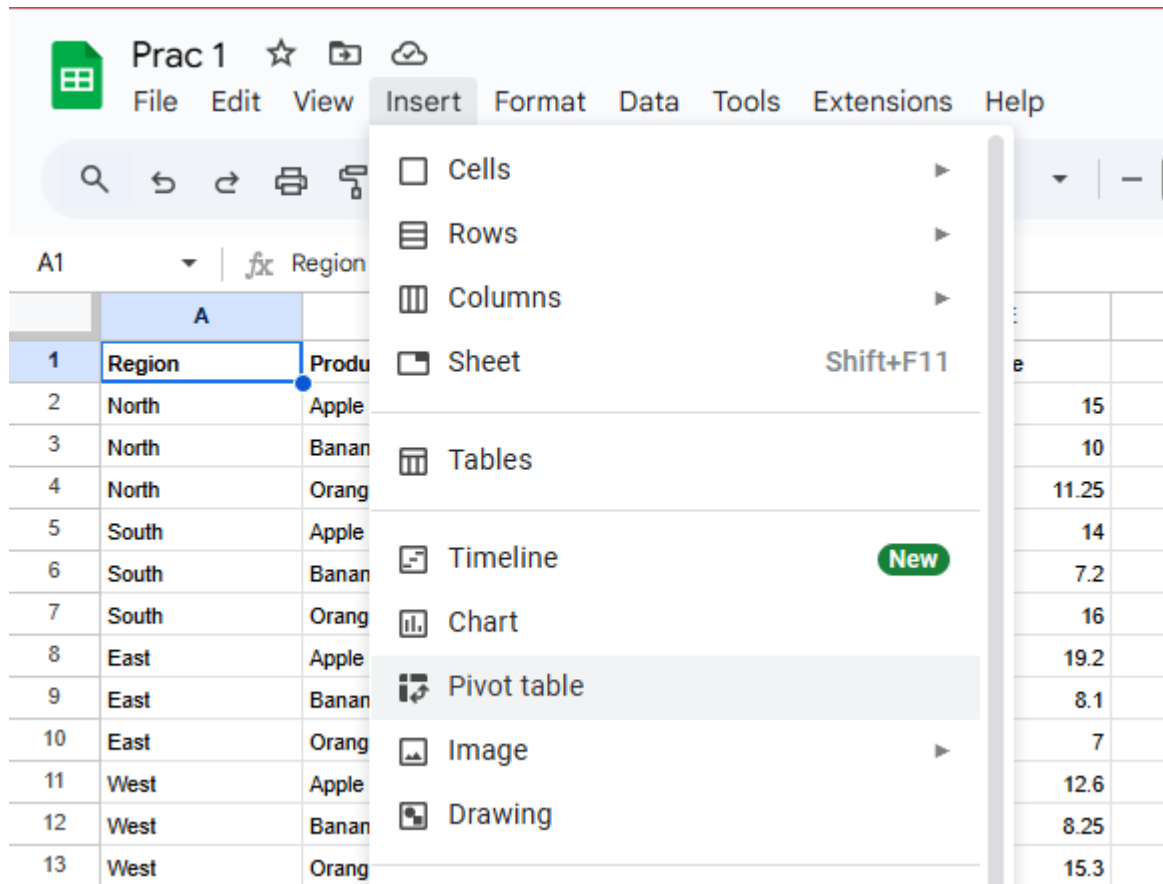 Prac 1
File Edit View Insert Format Data Tools Extensions Help
A1 fx Region
Cells
Rows
Columns
Sheet Shift+F11
Tables
Timeline New
Chart
Pivot table
Image
Drawing
A
1 Region
2 North Apple 15
3 North 10
4 North 11.25
5 South Apple 14
6 South 7.2
7 South 16
8 East Apple 19.2
9 East 8.1
10 East 7
11 West Apple 12.6
12 West 8.25
13 West 15.3